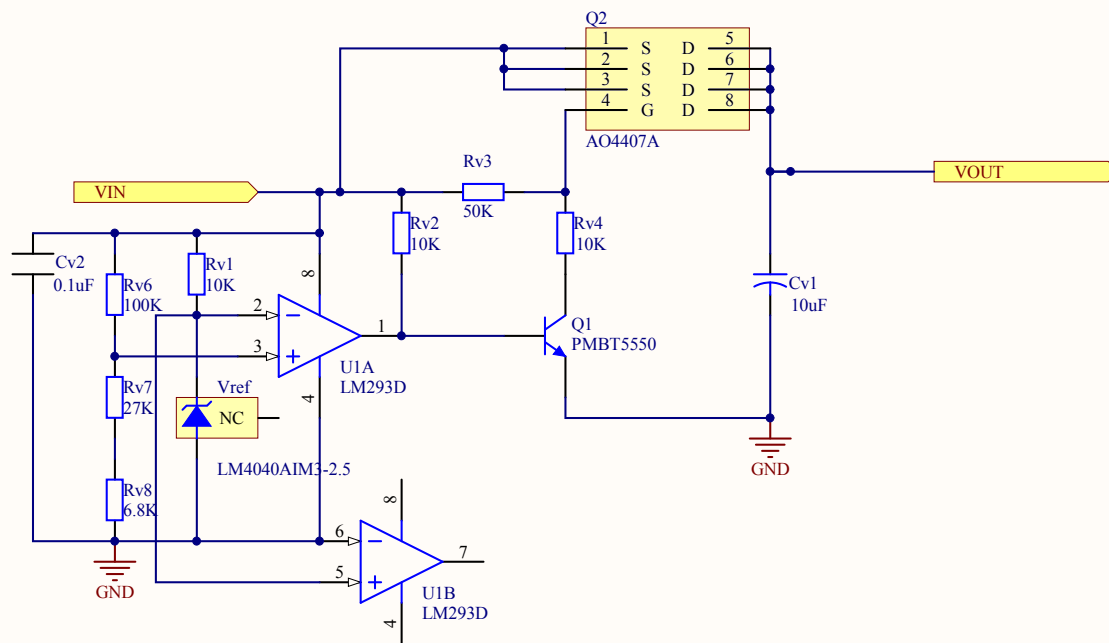 Q2
1 S D 5
2 S D 6
3 S D 7
4 G D 8
AO4407A
Rv3
50K
VIN
VOUT
Rv2
10K
Rv4
10K
Cv2
0.1uF
Rv6
100K
Rv1
10K
8
2
3
1
4
U1A
LM293D
Q1
PMBT5550
Cv1
10uF
Rv7
27K
Vref
NC
LM4040AIM3-2.5
GND
Rv8
6.8K
GND
8
6
5
7
4
U1B
LM293D